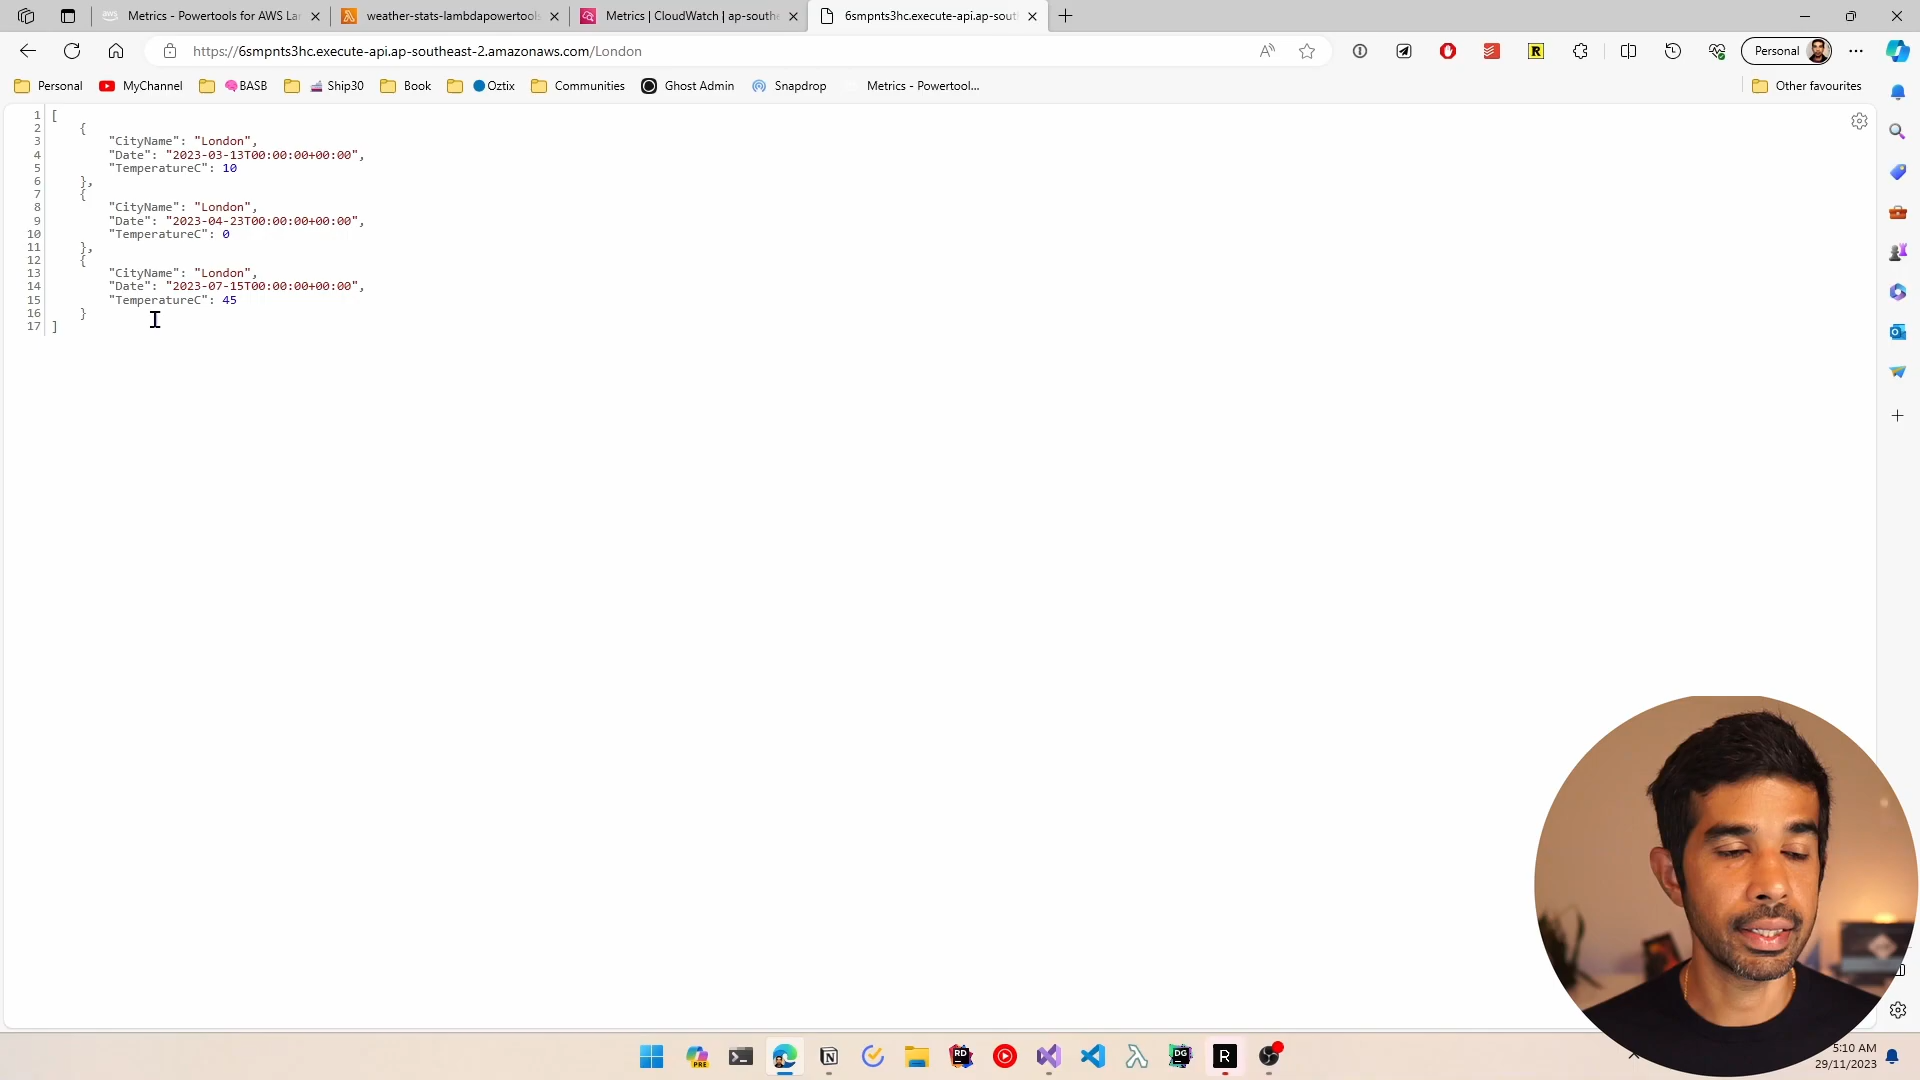 Metrics - Powertools for AWS La
weather-stats-lambdapowertools
Metrics | CloudWatch | ap-southe
6smpnts3hc.execute-api.ap-sout
https://6smpnts3hc.execute-api.ap-southeast-2.amazonaws.com/London
Personal
Personal
MyChannel
BASB
Ship30
Book
Oztix
Communities
Ghost Admin
Snapdrop
Metrics - Powertool...
Other favourites
1 [
2 {
3 "CityName": "London",
4 "Date": "2023-03-13T00:00:00+00:00",
5 "TemperatureC": 10
6 },
7 {
8 "CityName": "London",
9 "Date": "2023-04-23T00:00:00+00:00",
10 "TemperatureC": 0
11 },
12 {
13 "CityName": "London",
14 "Date": "2023-07-15T00:00:00+00:00",
15 "TemperatureC": 45
16 }
17 ]
5:10 AM
29/11/2023